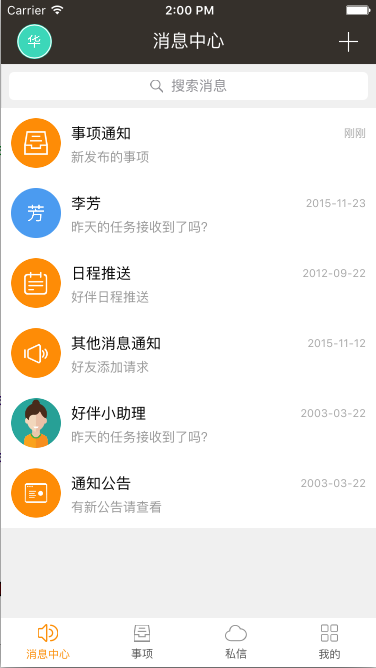 Carrier 2:00 PM
华 消息中心
搜索消息
事项通知 刚刚
新发布的事项
芳 李芳 2015-11-23
昨天的任务接收到了吗?
日程推送 2012-09-22
好伴日程推送
其他消息通知 2015-11-12
好友添加请求
好伴小助理 2003-03-22
昨天的任务接收到了吗?
通知公告 2003-03-22
有新公告请查看
消息中心 事项 私信 我的